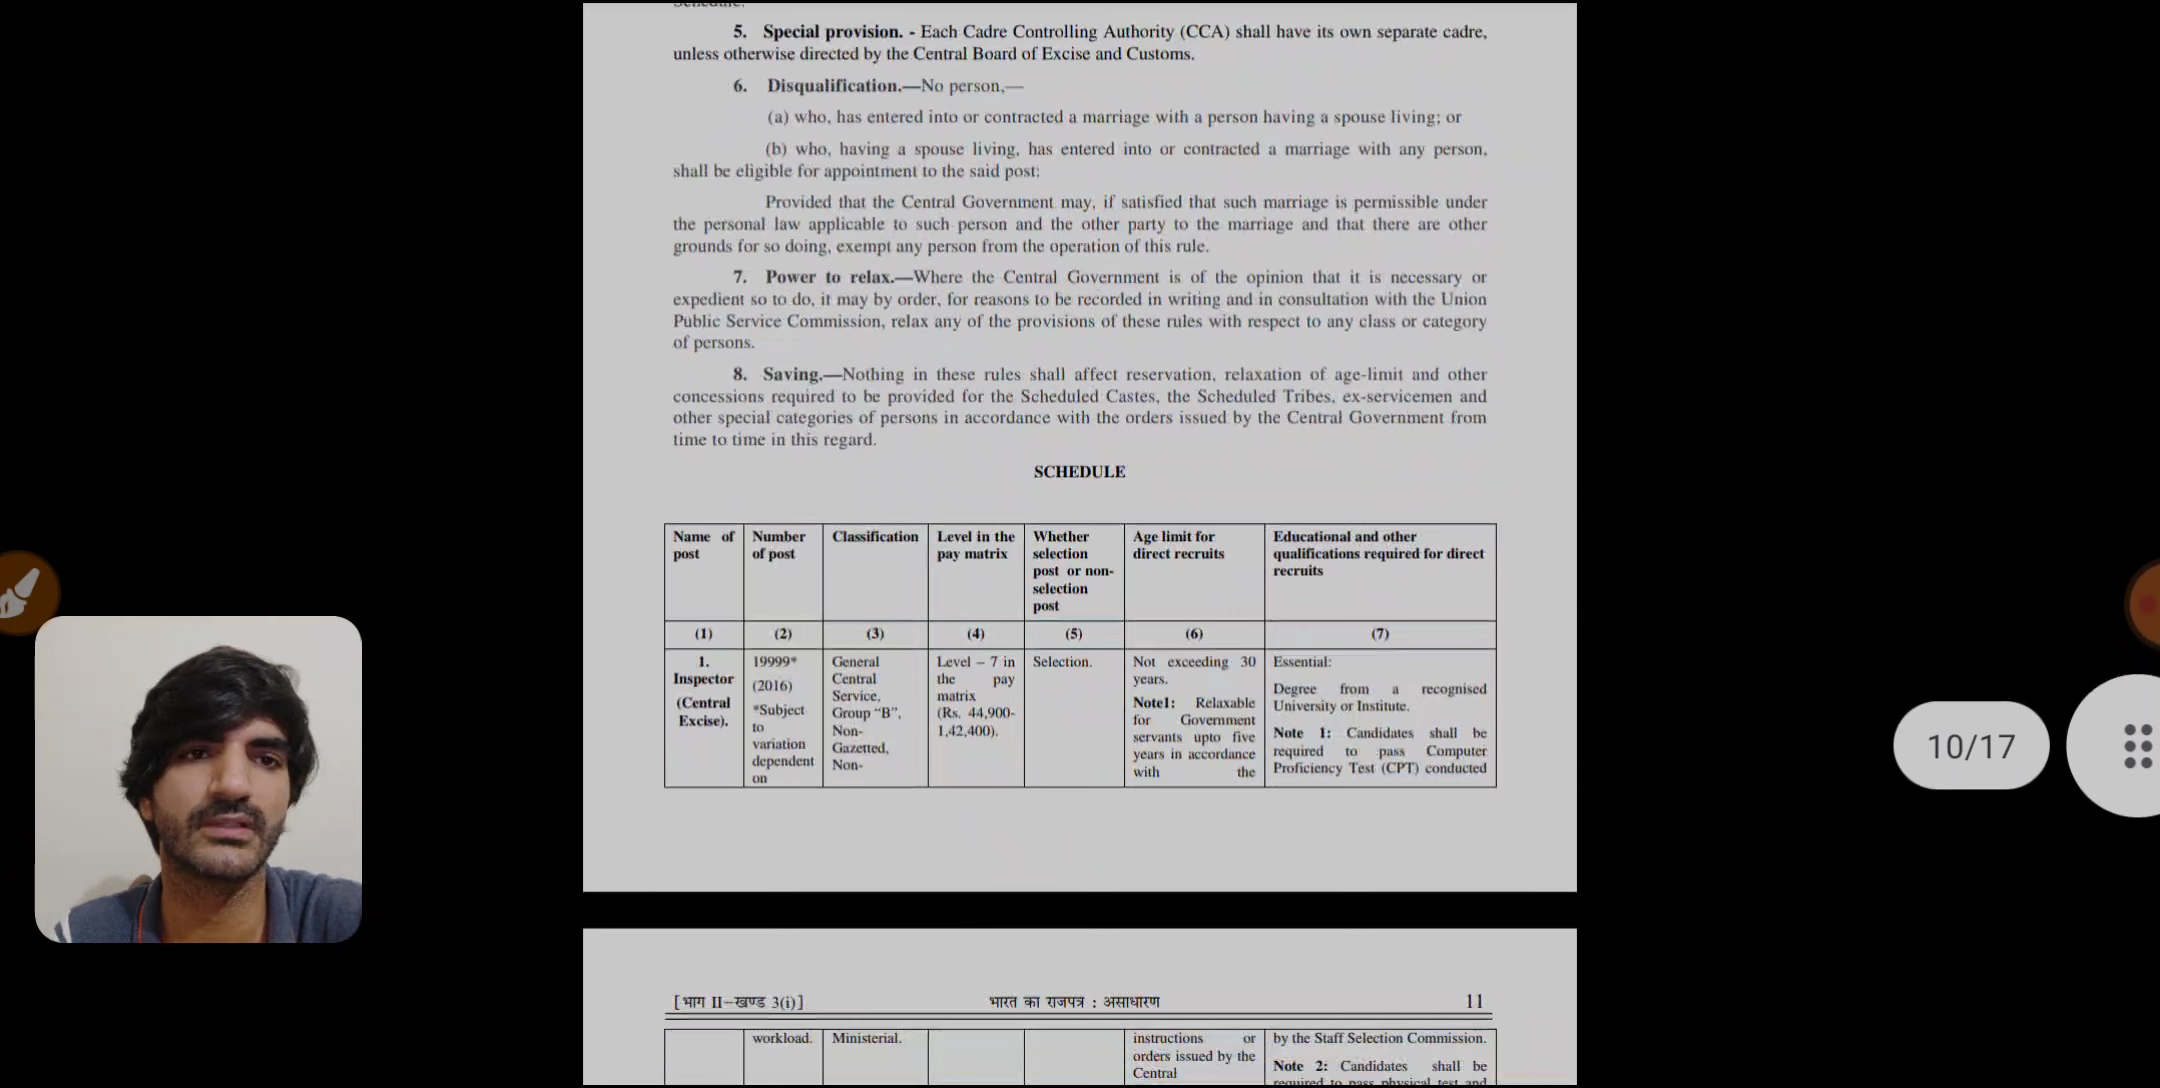 5. Special provision. - Each Cadre Controlling Authority (CCA) shall have its own separate cadre,
unless otherwise directed by the Central Board of Excise and Customs.
6. Disqualification.—No person,—
(a) who, has entered into or contracted a marriage with a person having a spouse living; or
(b) who, having a spouse living, has entered into or contracted a marriage with any person,
shall be eligible for appointment to the said post:
Provided that the Central Government may, if satisfied that such marriage is permissible under
the personal law applicable to such person and the other party to the marriage and that there are other
grounds for so doing, exempt any person from the operation of this rule.
7. Power to relax.—Where the Central Government is of the opinion that it is necessary or
expedient so to do, it may by order, for reasons to be recorded in writing and in consultation with the Union
Public Service Commission, relax any of the provisions of these rules with respect to any class or category
of persons.
8. Saving.—Nothing in these rules shall affect reservation, relaxation of age-limit and other
concessions required to be provided for the Scheduled Castes, the Scheduled Tribes, ex-servicemen and
other special categories of persons in accordance with the orders issued by the Central Government from
time to time in this regard.
SCHEDULE
Name of
post
Number
of post
Classification
Level in the
pay matrix
Whether
selection
post or non-
selection
post
Age limit for
direct recruits
Educational and other
qualifications required for direct
recruits
(1)
(2)
(3)
(4)
(5)
(6)
(7)
1.
Inspector
(Central
Excise).
19999*
(2016)
*Subject
to
variation
dependent
on
General
Central
Service,
Group “B”,
Non-
Gazetted,
Non-
Level – 7 in
the pay
matrix
(Rs. 44,900-
1,42,400).
Selection.
Not exceeding 30
years.
Note1: Relaxable
for Government
servants upto five
years in accordance
with the
Essential:
Degree from a recognised
University or Institute.
Note 1: Candidates shall be
required to pass Computer
Proficiency Test (CPT) conducted
10/17
[भाग II—खण्ड 3(i)]
भारत का राजपत्र : असाधारण
11
workload.
Ministerial.
instructions or
orders issued by the
Central
by the Staff Selection Commission.
Note 2: Candidates shall be
required to pass physical test and